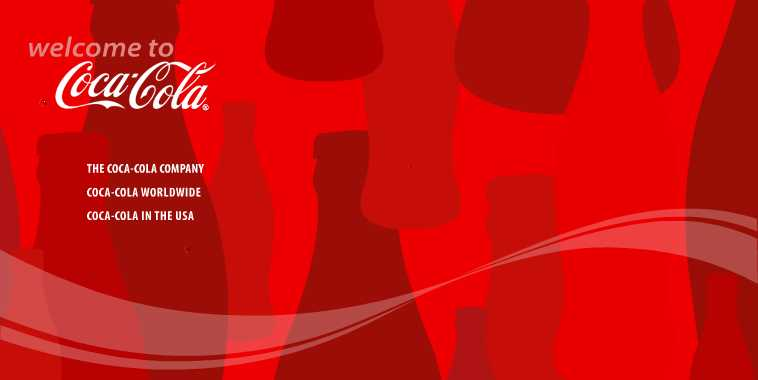 welcome to
Coca-Cola®
THE COCA-COLA COMPANY
COCA-COLA WORLDWIDE
COCA-COLA IN THE USA